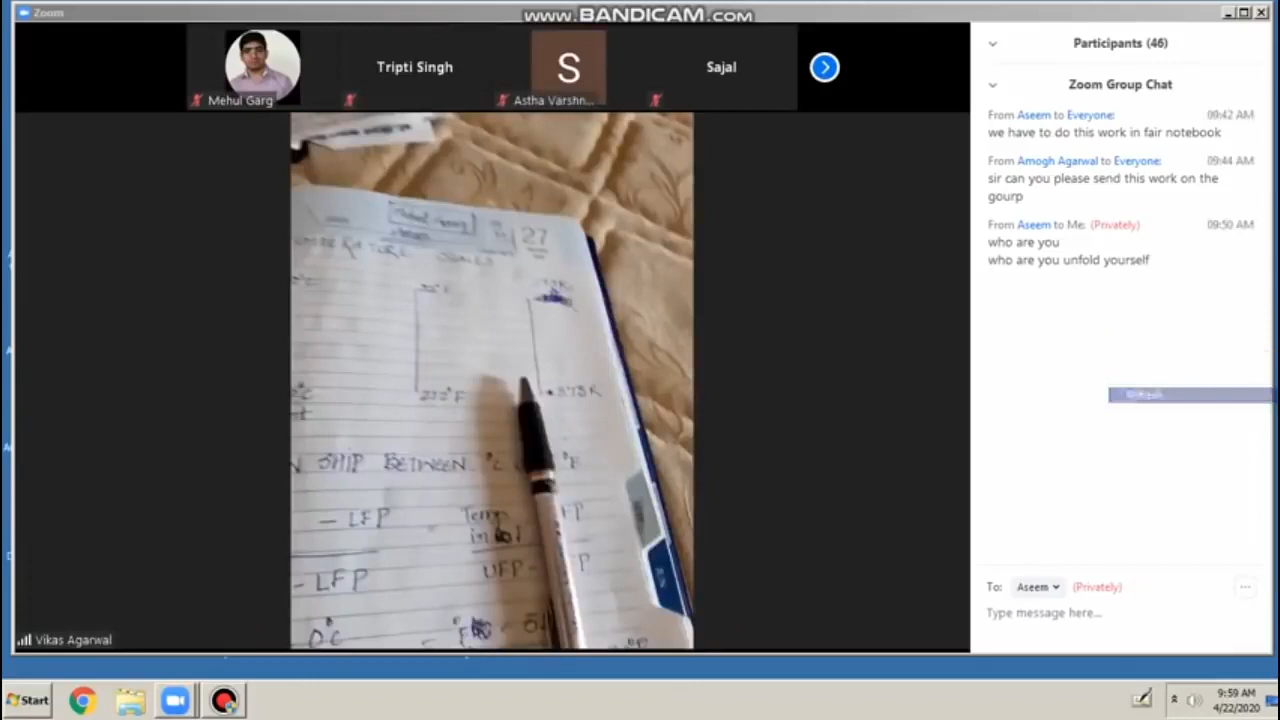 Zoom
www.BANDICAM.com
Mehul Garg
Tripti Singh
S
Astha Varshn...
Sajal
Participants (46)
Zoom Group Chat
From Aseem to Everyone: 09:42 AM
we have to do this work in fair notebook
From Amogh Agarwal to Everyone: 09:44 AM
sir can you please send this work on the
gourp
From Aseem to Me: (Privately) 09:50 AM
who are you
who are you unfold yourself
27
SHIP BETWEEN °C °F
- LFP Temp FP
in
- LFP UFP - P
0°C - °F
Vikas Agarwal
To: Aseem (Privately) ...
Type message here...
Start
9:59 AM
4/22/2020